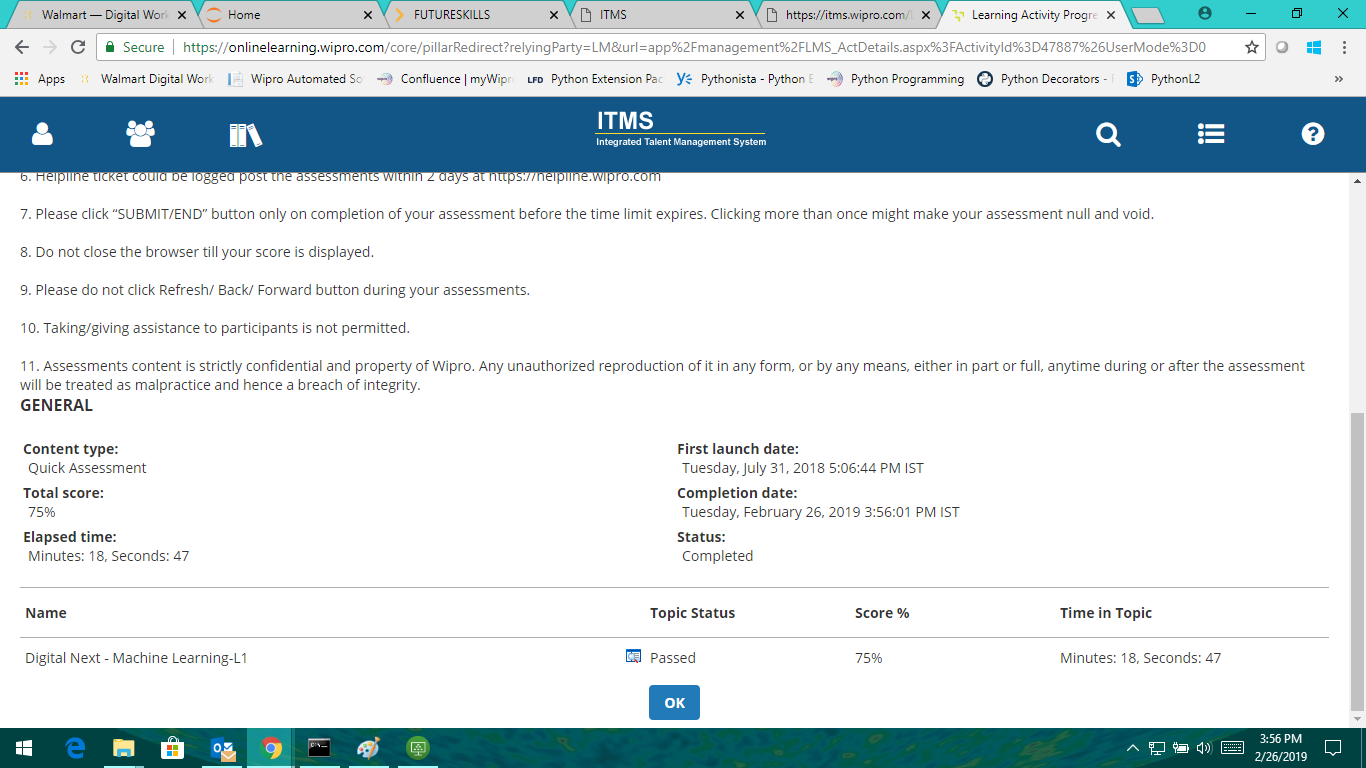 Walmart — Digital Work
Home
FUTURESKILLS
ITMS
https://itms.wipro.com/
Learning Activity Progre
Secure
https://onlinelearning.wipro.com/core/pillarRedirect?relyingParty=LM&url=app%2Fmanagement%2FLMS_ActDetails.aspx%3FActivityId%3D47887%26UserMode%3D0
Apps
Walmart Digital Work
Wipro Automated So
Confluence | myWipr
LFD Python Extension Pac
Pythonista - Python E
Python Programming
Python Decorators -
PythonL2
»
ITMS
Integrated Talent Management System
6. Helpline ticket could be logged post the assessments within 2 days at https://helpline.wipro.com
7. Please click “SUBMIT/END” button only on completion of your assessment before the time limit expires. Clicking more than once might make your assessment null and void.
8. Do not close the browser till your score is displayed.
9. Please do not click Refresh/ Back/ Forward button during your assessments.
10. Taking/giving assistance to participants is not permitted.
11. Assessments content is strictly confidential and property of Wipro. Any unauthorized reproduction of it in any form, or by any means, either in part or full, anytime during or after the assessment
will be treated as malpractice and hence a breach of integrity.
GENERAL
Content type:
Quick Assessment
First launch date:
Tuesday, July 31, 2018 5:06:44 PM IST
Total score:
75%
Completion date:
Tuesday, February 26, 2019 3:56:01 PM IST
Elapsed time:
Minutes: 18, Seconds: 47
Status:
Completed
Name Topic Status Score % Time in Topic
Digital Next - Machine Learning-L1 Passed 75% Minutes: 18, Seconds: 47
OK
3:56 PM
2/26/2019